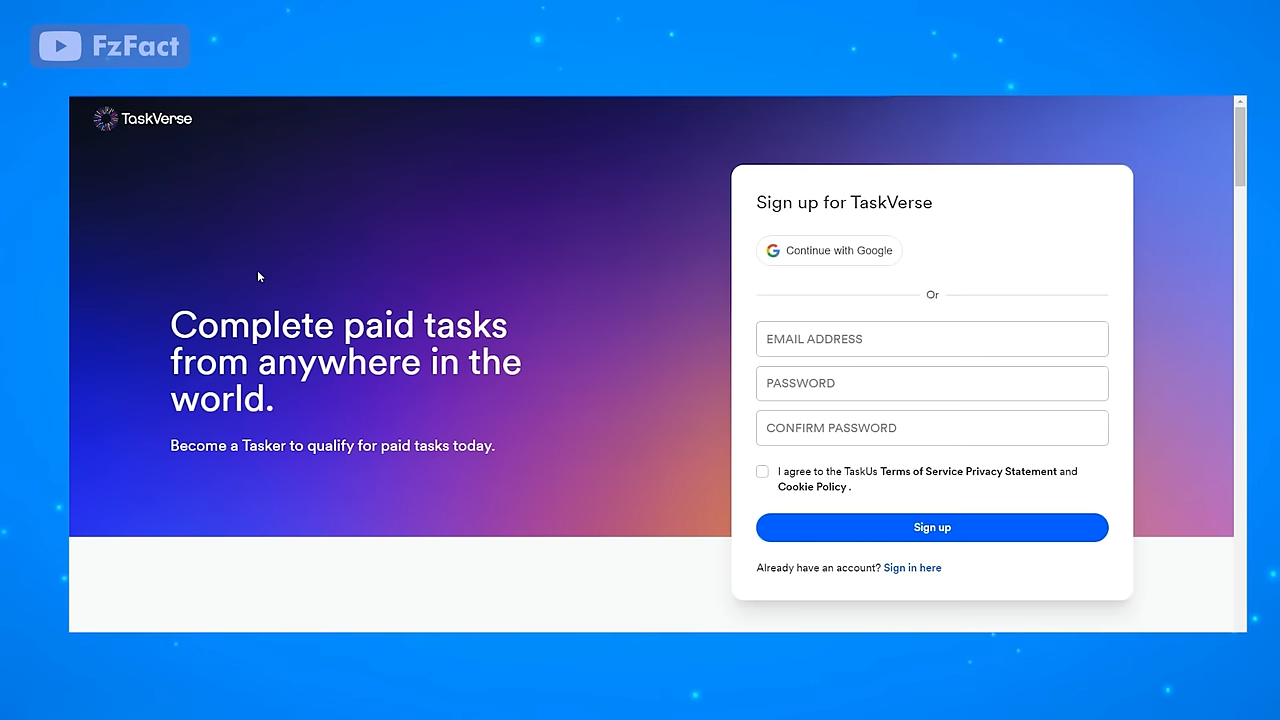 FzFact
TaskVerse
Complete paid tasks
from anywhere in the
world.
Become a Tasker to qualify for paid tasks today.
Sign up for TaskVerse
Continue with Google
Or
EMAIL ADDRESS
PASSWORD
CONFIRM PASSWORD
I agree to the TaskUs Terms of Service Privacy Statement and
Cookie Policy .
Sign up
Already have an account? Sign in here